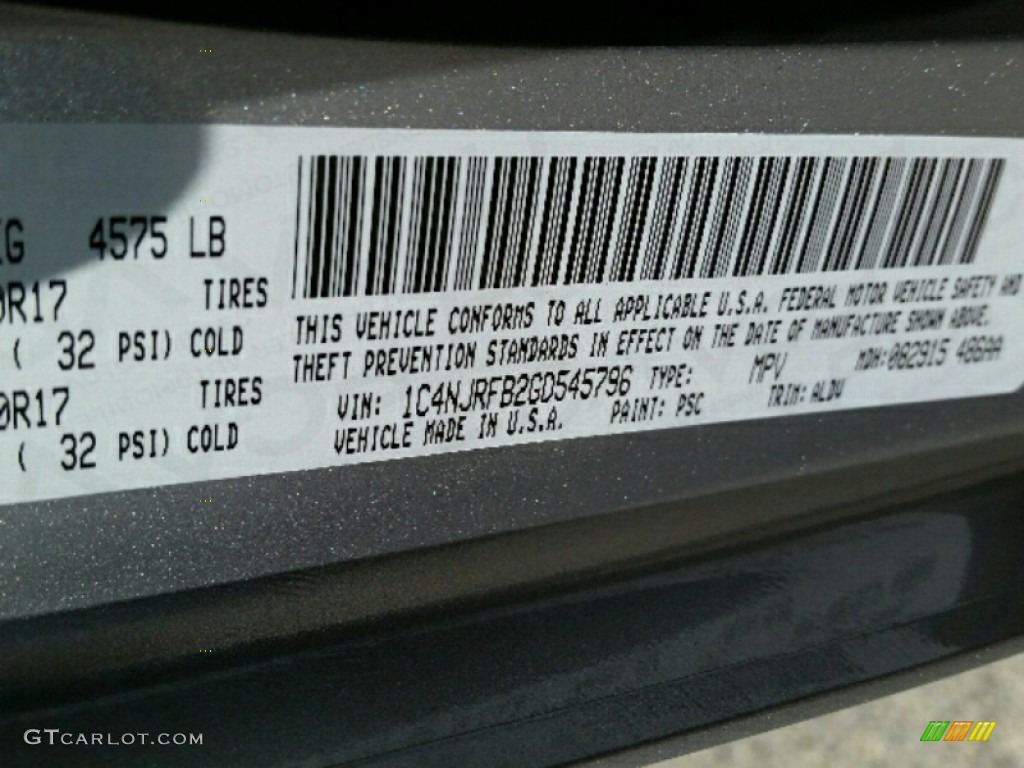 4575 LB
0R17 TIRES
( 32 PSI) COLD
0R17 TIRES
( 32 PSI) COLD
THIS VEHICLE CONFORMS TO ALL APPLICABLE U.S.A. FEDERAL MOTOR VEHICLE SAFETY AND
THEFT PREVENTION STANDARDS IN EFFECT ON THE DATE OF MANUFACTURE SHOWN ABOVE.
VIN: 1C4NJRFB2GD545796 TYPE: MPV MDH: 082915 486AA
VEHICLE MADE IN U.S.A. PAINT: PSC TRIM: ALDV
GTCARLOT.COM